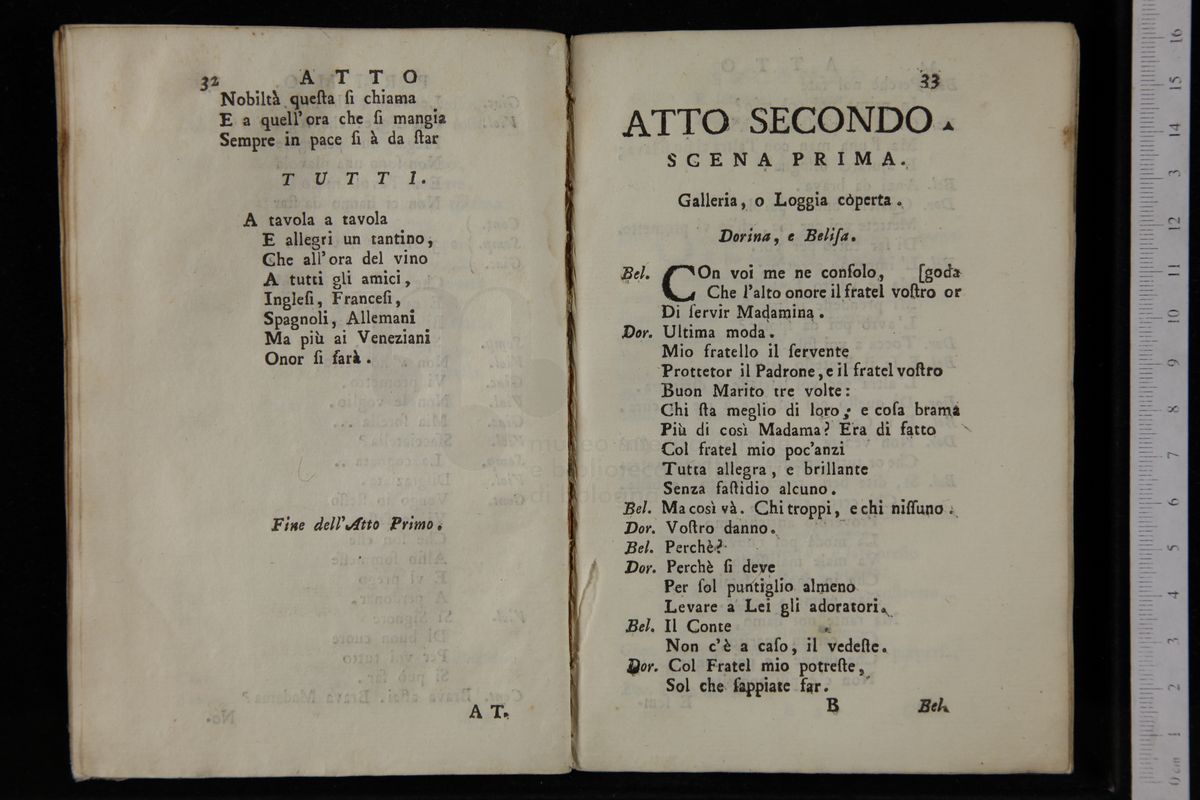 32 ATTO
Nobiltà queſta ſi chiama
E a quell'ora che ſi mangia
Sempre in pace ſi à da ſtar
TUTTI.
A tavola a tavola
E allegri un tantino,
Che all'ora del vino
A tutti gli amici,
Ingleſi, Franceſi,
Spagnoli, Allemani
Ma più ai Veneziani
Onor ſi farà.
Fine dell'Atto Primo.
AT.
33
ATTO SECONDO.
SCENA PRIMA.
Galleria, o Loggia còperta.
Dorina, e Beliſa.
Bel. COn voi me ne conſolo, [goda
Che l'alto onore il fratel voſtro or
Di ſervir Madamina.
Dor. Ultima moda.
Mio fratello il ſervente
Prottetor il Padrone, e il fratel voſtro
Buon Marito tre volte:
Chi ſta meglio di loro; e coſa brama
Più di così Madama? Era di fatto
Col fratel mio poc'anzi
Tutta allegra, e brillante
Senza faſtidio alcuno.
Bel. Ma così và. Chi troppi, e chi niſſuno.
Dor. Voſtro danno.
Bel. Perchè?
Dor. Perchè ſi deve
Per ſol puntiglio almeno
Levare a Lei gli adoratori.
Bel. Il Conte
Non c'è a caſo, il vedeſte.
Dor. Col Fratel mio potreſte,
Sol che ſappiate far.
B Bel.